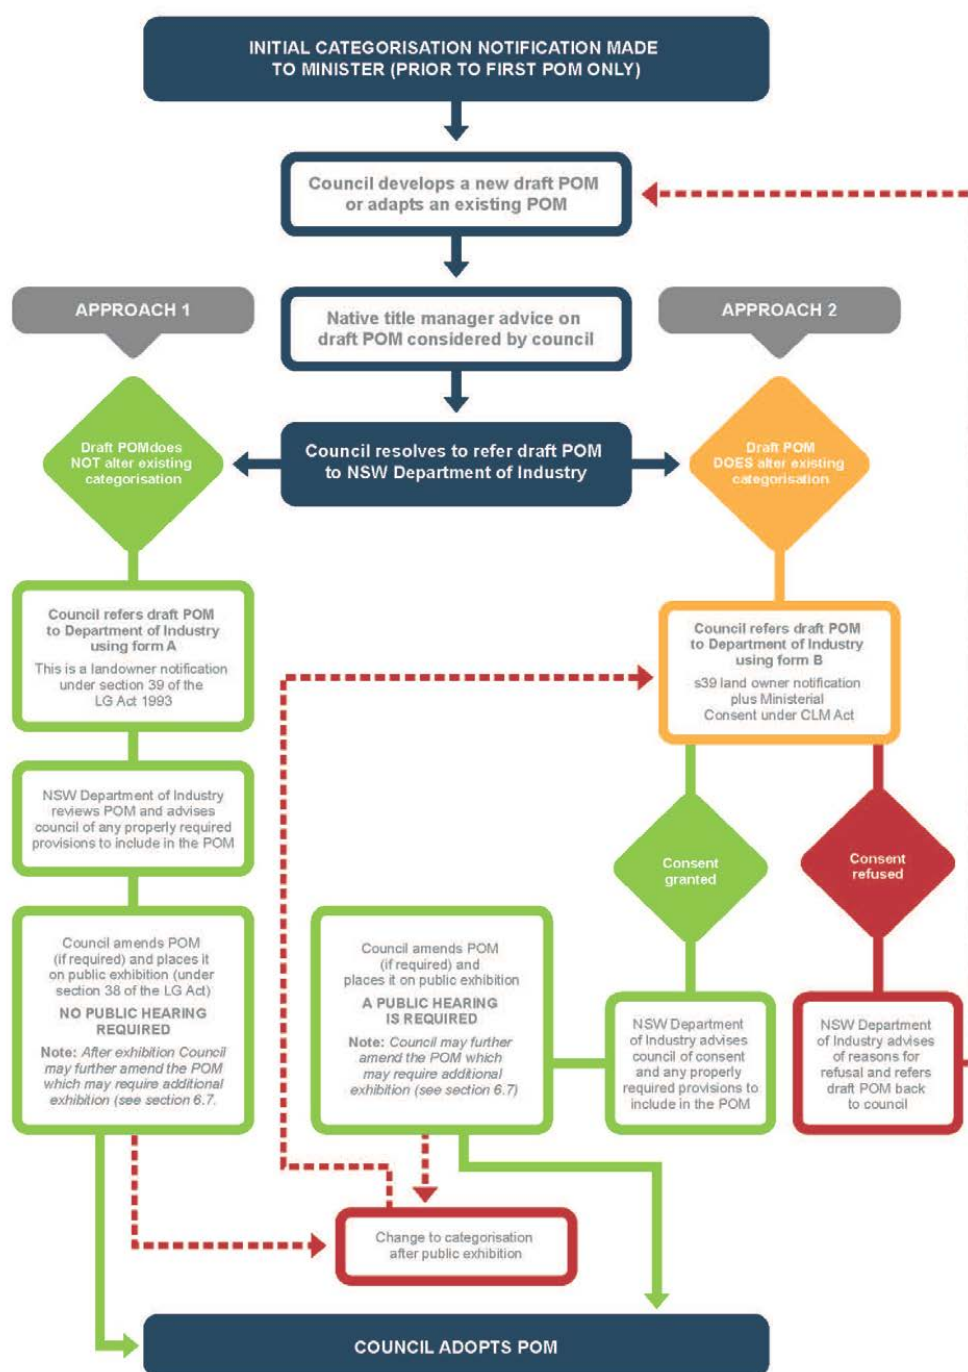 INITIAL CATEGORISATION NOTIFICATION MADE
TO MINISTER (PRIOR TO FIRST POM ONLY)
Council develops a new draft POM
or adapts an existing POM
APPROACH 1
Native title manager advice on
draft POM considered by council
APPROACH 2
Draft POMdoes
NOT alter existing
categorisation
Council resolves to refer draft POM
to NSW Department of Industry
Draft POM
DOES alter existing
categorisation
Council refers draft POM
to Department of Industry
using form A
This is a landowner notification
under section 39 of the
LG Act 1993
Council refers draft POM
to Department of Industry
using form B
s39 land owner notification
plus Ministerial
Consent under CLM Act
NSW Department of Industry
reviews POM and advises
council of any properly required
provisions to include in the POM
Consent
granted
Consent
refused
Council amends POM
(if required) and places it
on public exhibition (under
section 38 of the LG Act)
NO PUBLIC HEARING
REQUIRED
Note: After exhibition Council
may further amend the POM
which may require additional
exhibition (see section 6.7.
Council amends POM
(if required) and
places it on public exhibition
A PUBLIC HEARING
IS REQUIRED
Note: Council may further
amend the POM which
may require additional
exhibition (see section 6.7)
NSW Department
of Industry advises
council of consent
and any properly
required provisions to
include in the POM
NSW Department
of Industry advises
of reasons for
refusal and refers
draft POM back
to council
Change to categorisation
after public exhibition
COUNCIL ADOPTS POM